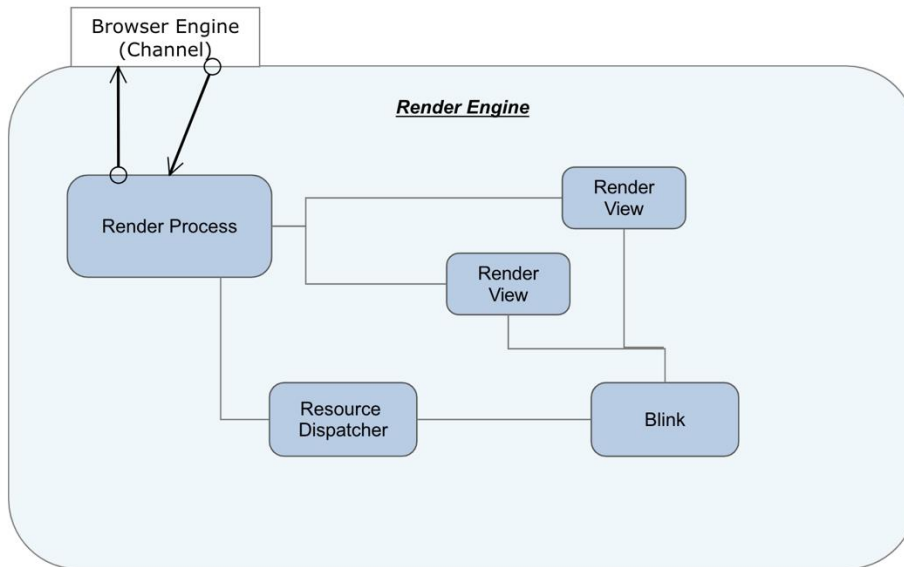 Browser Engine
(Channel)
Render Engine
Render Process
Render
View
Render
View
Resource
Dispatcher
Blink